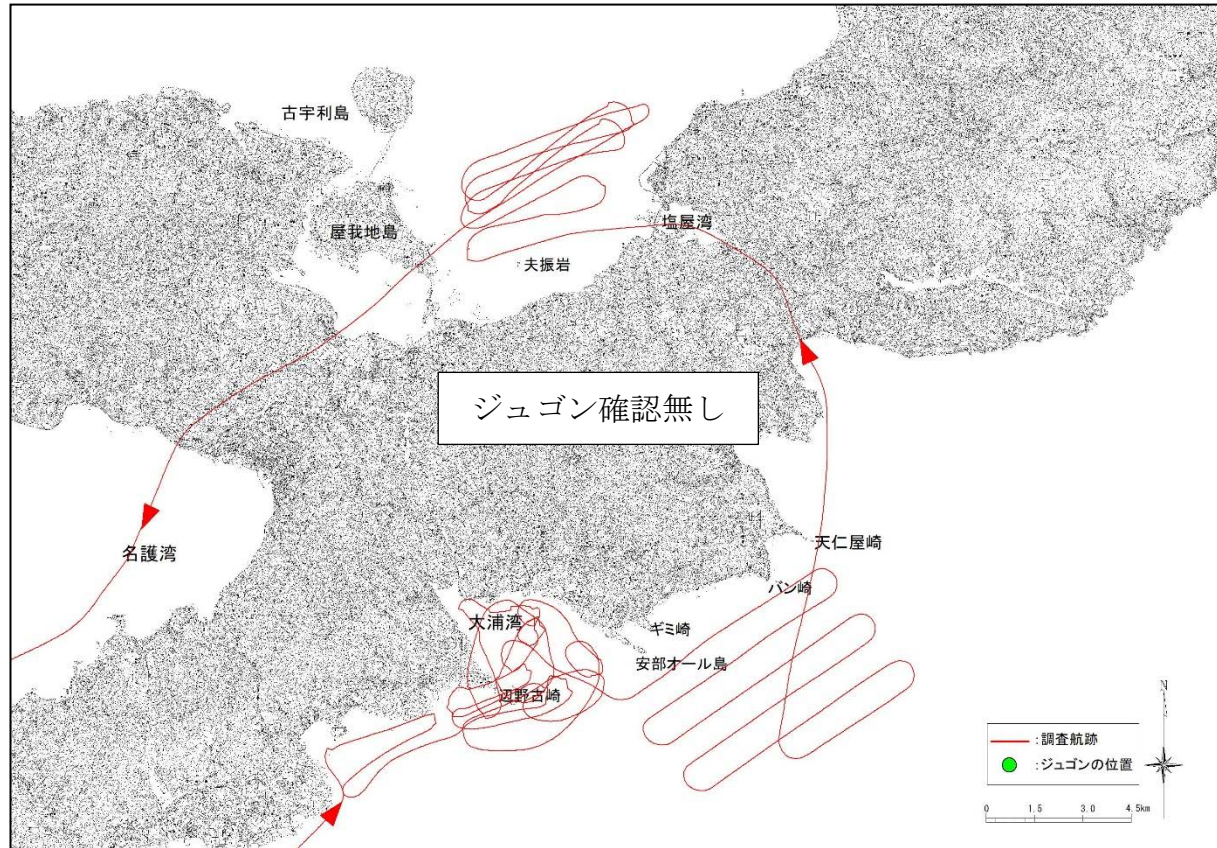 古宇利島
屋我地島
塩屋湾
夫振岩
ジュゴン確認無し
名護湾
天仁屋崎
バン崎
大浦湾
ギミ崎
安部オール島
辺野古崎
N
:調査航跡
:ジュゴンの位置
0 1.5 3.0 4.5km